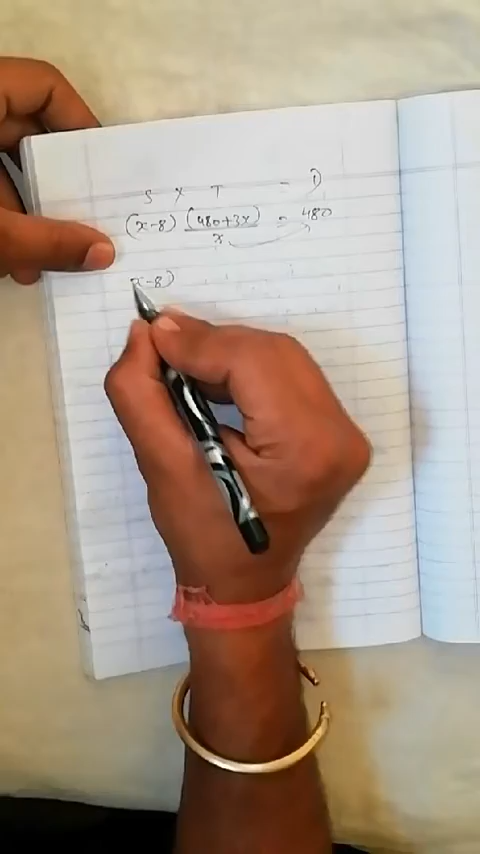 S × T = D
(x-8) (480+3x)/x = 480
x-8)